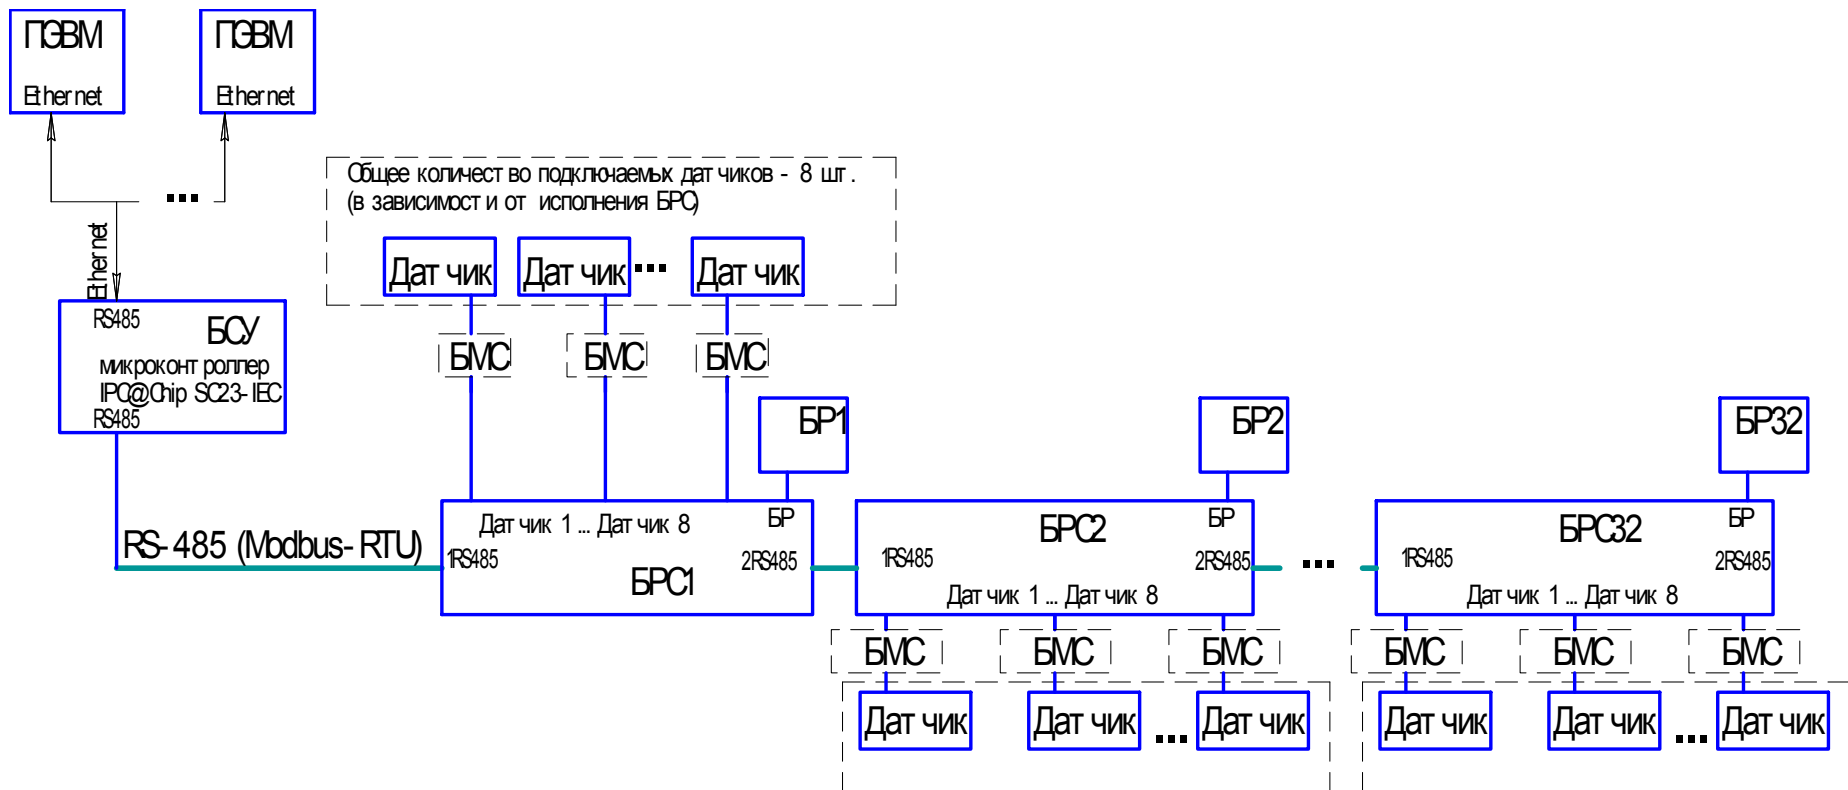 ПЭВМ
Ethernet
ПЭВМ
Ethernet
...
Ethernet
Общее количество подключаемых датчиков - 8 шт.
(в зависимости от исполнения БРС)
Датчик
Датчик
...
Датчик
БМС
БМС
БМС
RS485
БСУ
микроконтроллер
IPC@Chip SC23-IEC
RS485
БР1
БР2
БР32
RS-485 (Modbus-RTU)
Датчик 1 ... Датчик 8
БР
1RS485
2RS485
БРС1
БРС2
БР
1RS485
2RS485
Датчик 1 ... Датчик 8
...
БРС32
БР
1RS485
2RS485
Датчик 1 ... Датчик 8
БМС
БМС
БМС
БМС
БМС
БМС
Датчик
Датчик
...
Датчик
Датчик
Датчик
...
Датчик